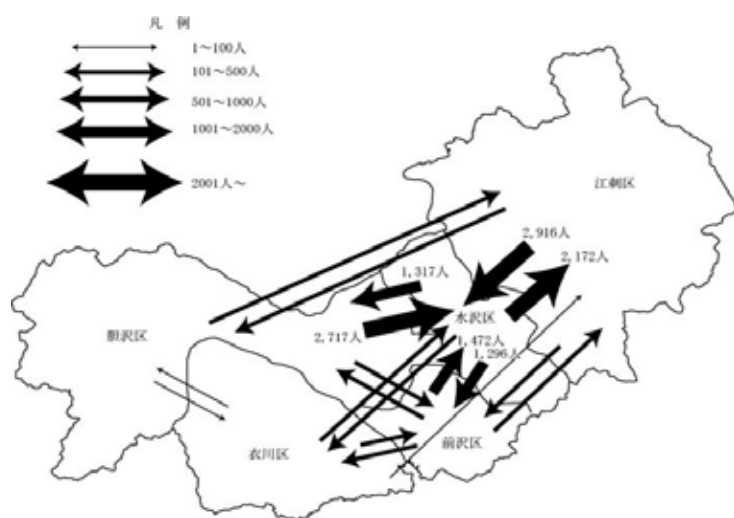 凡 例
1～100人
101～500人
501～1000人
1001～2000人
2001人～
江刺区
2,916人
2,172人
1,317人
水沢区
2,717人
胆沢区
1,472人
1,296人
衣川区
前沢区